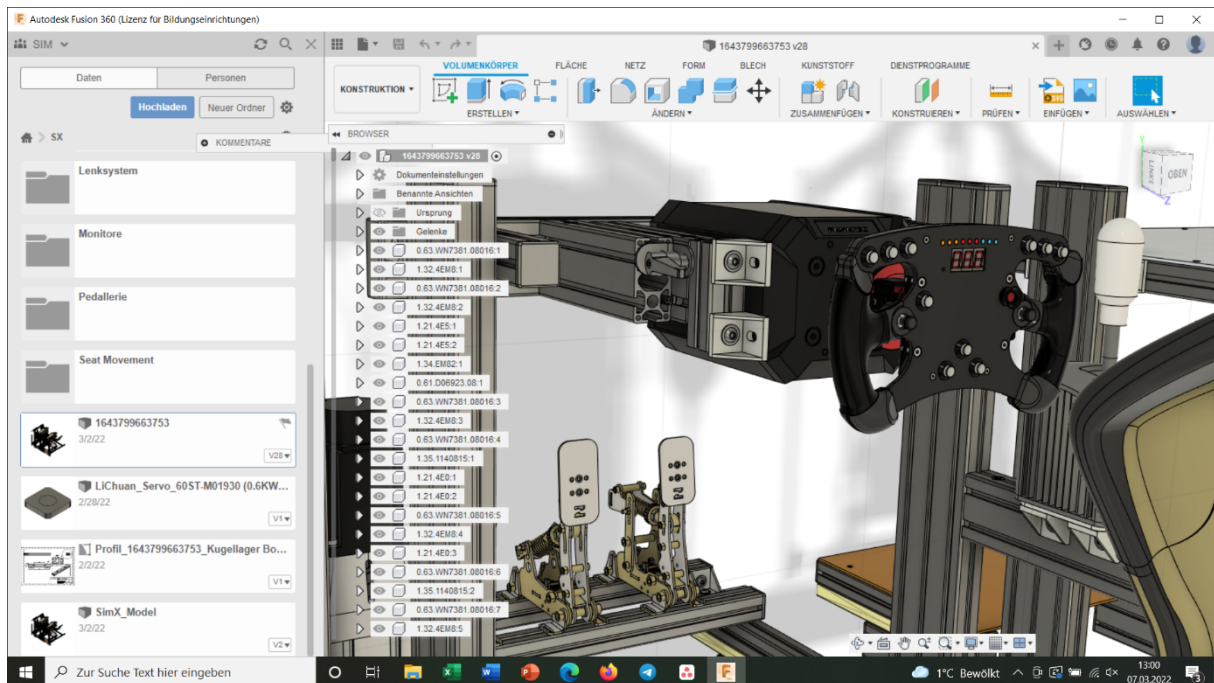 Autodesk Fusion 360 (Lizenz für Bildungseinrichtungen)
SIM
1643799663753 v28
Daten
Personen
Hochladen
Neuer Ordner
SX
KOMMENTARE
Lenksystem
Monitore
Pedallerie
Seat Movement
1643799663753
3/2/22
V28
LiChuan_Servo_60ST-M01930 (0.6KW...
2/28/22
V1
Profil_1643799663753_Kugellager Bo...
2/2/22
V1
SimX_Model
3/2/22
V2
KONSTRUKTION
VOLUMENKÖRPER
FLÄCHE
NETZ
FORM
BLECH
KUNSTSTOFF
DIENSTPROGRAMME
ERSTELLEN
ÄNDERN
ZUSAMMENFÜGEN
KONSTRUIEREN
PRÜFEN
EINFÜGEN
AUSWÄHLEN
BROWSER
1643799663753 v28
Dokumenteinstellungen
Benannte Ansichten
Ursprung
Gelenke
0.63.WN7381.08016:1
1.32.4EM8:1
0.63.WN7381.08016:2
1.32.4EM8:2
1.21.4E5:1
1.21.4E5:2
1.34.EM82:1
0.61.D06923.08:1
0.63.WN7381.08016:3
1.32.4EM8:3
0.63.WN7381.08016:4
1.35.1140815:1
1.21.4E0:1
1.21.4E0:2
0.63.WN7381.08016:5
1.32.4EM8:4
1.21.4E0:3
0.63.WN7381.08016:6
1.35.1140815:2
0.63.WN7381.08016:7
1.32.4EM8:5
Y
LINKS
OBEN
Z
Zur Suche Text hier eingeben
1°C Bewölkt
13:00
07.03.2022